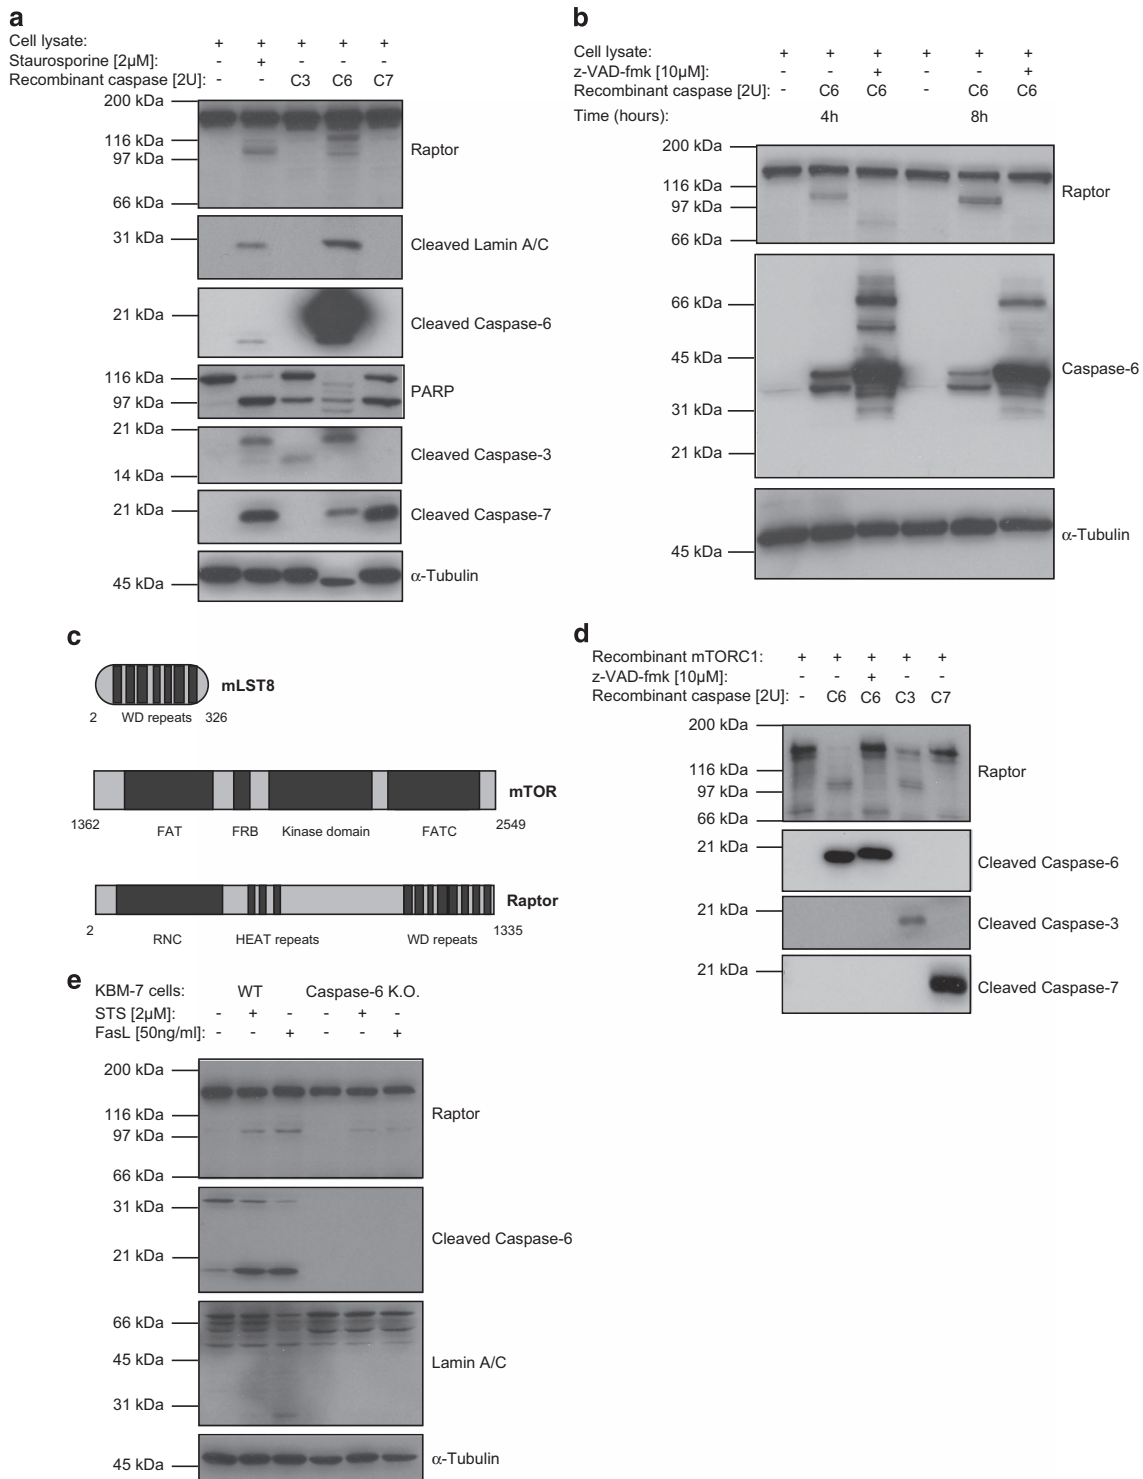 a
Cell lysate: + + + + +
Staurosporine [2µM]: - + - - -
Recombinant caspase [2U]: - - C3 C6 C7
200 kDa
116 kDa
97 kDa
66 kDa
Raptor
31 kDa
Cleaved Lamin A/C
21 kDa
Cleaved Caspase-6
116 kDa
97 kDa
PARP
21 kDa
14 kDa
Cleaved Caspase-3
21 kDa
Cleaved Caspase-7
45 kDa
α-Tubulin
b
Cell lysate: + + + + + +
z-VAD-fmk [10µM]: - - + - - +
Recombinant caspase [2U]: - C6 C6 - C6 C6
Time (hours): 4h 8h
200 kDa
116 kDa
97 kDa
66 kDa
Raptor
66 kDa
45 kDa
31 kDa
21 kDa
Caspase-6
45 kDa
α-Tubulin
c
mLST8
2 WD repeats 326
mTOR
1362 FAT FRB Kinase domain FATC 2549
Raptor
2 RNC HEAT repeats WD repeats 1335
d
Recombinant mTORC1: + + + + +
z-VAD-fmk [10µM]: - - + - -
Recombinant caspase [2U]: - C6 C6 C3 C7
200 kDa
116 kDa
97 kDa
66 kDa
Raptor
21 kDa
Cleaved Caspase-6
21 kDa
Cleaved Caspase-3
21 kDa
Cleaved Caspase-7
e
KBM-7 cells: WT Caspase-6 K.O.
STS [2µM]: - + - - + -
FasL [50ng/ml]: - - + - - +
200 kDa
116 kDa
97 kDa
66 kDa
Raptor
31 kDa
21 kDa
Cleaved Caspase-6
66 kDa
45 kDa
31 kDa
Lamin A/C
45 kDa
α-Tubulin